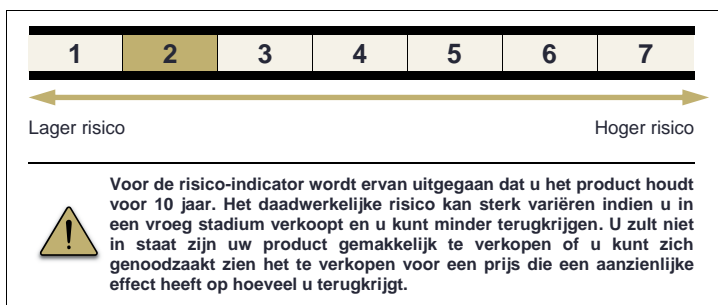 1 2 3 4 5 6 7
Lager risico Hoger risico
Voor de risico-indicator wordt ervan uitgegaan dat u het product houdt
voor 10 jaar. Het daadwerkelijke risico kan sterk variëren indien u in
een vroeg stadium verkoopt en u kunt minder terugkrijgen. U zult niet
in staat zijn uw product gemakkelijk te verkopen of u kunt zich
genoodzaakt zien het te verkopen voor een prijs die een aanzienlijke
effect heeft op hoeveel u terugkrijgt.